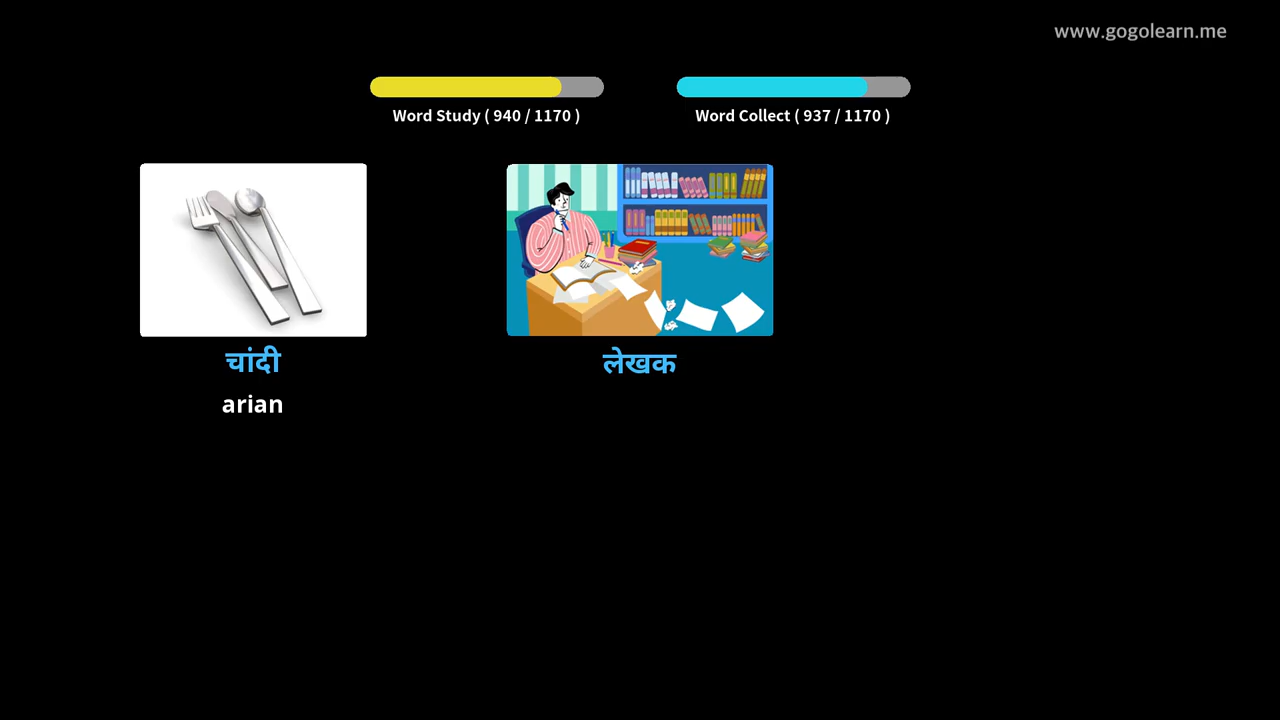 www.gogolearn.me
Word Study ( 940 / 1170 )
Word Collect ( 937 / 1170 )
चांदी
लेखक
arian